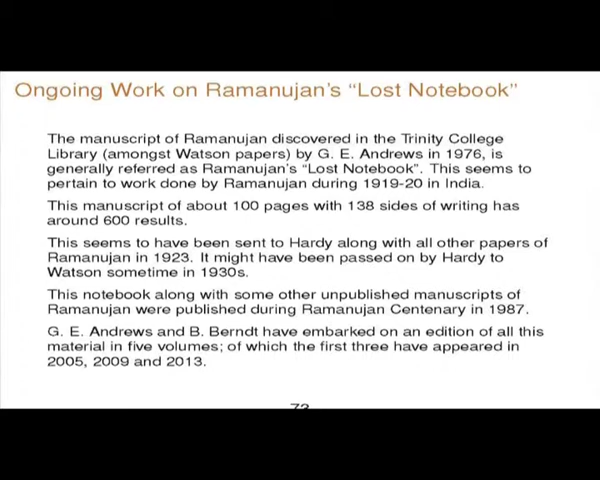 Ongoing Work on Ramanujan's "Lost Notebook"
The manuscript of Ramanujan discovered in the Trinity College
Library (amongst Watson papers) by G. E. Andrews in 1976, is
generally referred as Ramanujan's "Lost Notebook". This seems to
pertain to work done by Ramanujan during 1919-20 in India.
This manuscript of about 100 pages with 138 sides of writing has
around 600 results.
This seems to have been sent to Hardy along with all other papers of
Ramanujan in 1923. It might have been passed on by Hardy to
Watson sometime in 1930s.
This notebook along with some other unpublished manuscripts of
Ramanujan were published during Ramanujan Centenary in 1987.
G. E. Andrews and B. Berndt have embarked on an edition of all this
material in five volumes; of which the first three have appeared in
2005, 2009 and 2013.